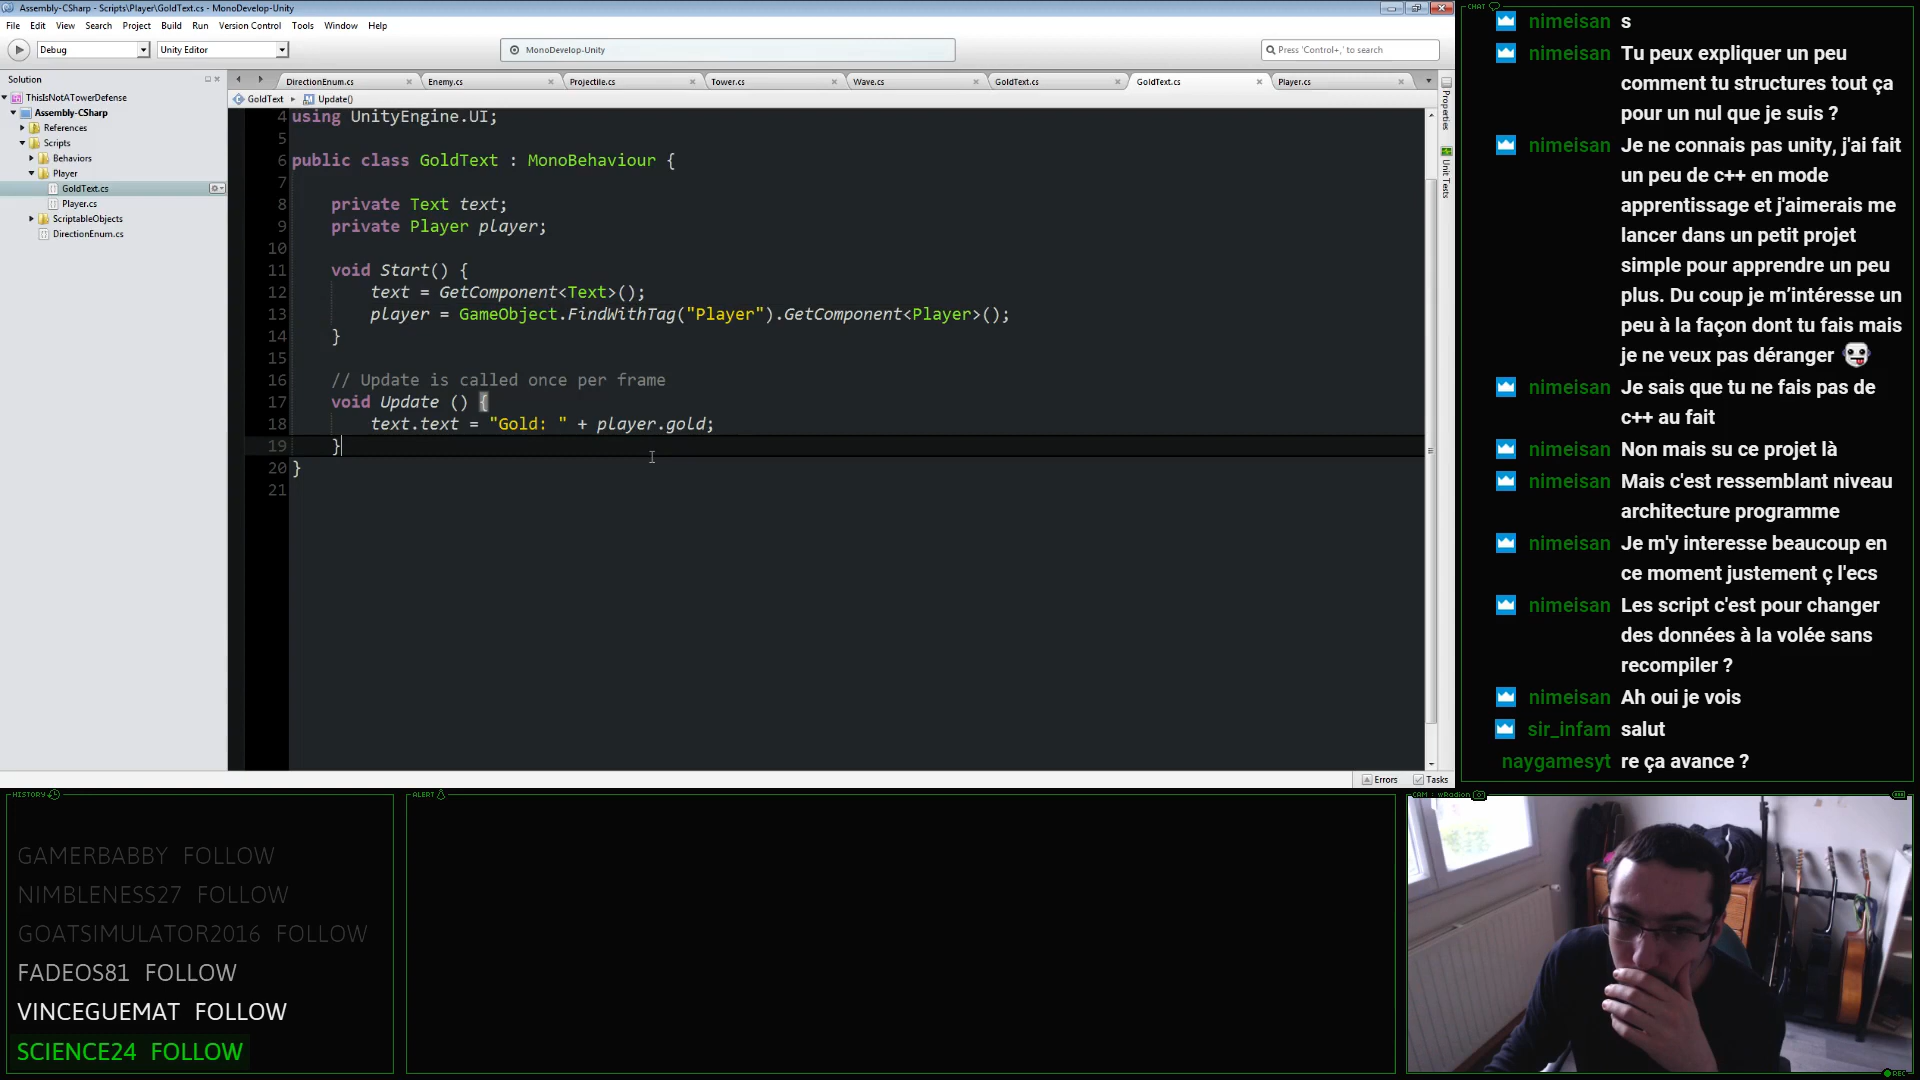 Assembly-CSharp - Scripts\Player\GoldText.cs - MonoDevelop-Unity
File Edit View Search Project Build Run Version Control Tools Window Help
Debug Unity Editor MonoDevelop-Unity Press 'Control+,' to search
Solution
ThisIsNotATowerDefense
Assembly-CSharp
References
Scripts
Behaviors
Player
GoldText.cs
Player.cs
ScriptableObjects
DirectionEnum.cs
DirectionEnum.cs Enemy.cs Projectile.cs Tower.cs Wave.cs GoldText.cs GoldText.cs Player.cs
GoldText Update()
4 using UnityEngine.UI;
5
6 public class GoldText : MonoBehaviour {
7
8 private Text text;
9 private Player player;
10
11 void Start() {
12 text = GetComponent<Text>();
13 player = GameObject.FindWithTag("Player").GetComponent<Player>();
14 }
15
16 // Update is called once per frame
17 void Update () {
18 text.text = "Gold: " + player.gold;
19 }
20 }
21
Properties
Unit Tests
Errors Tasks
CHAT
nimeisan s
nimeisan Tu peux expliquer un peu
comment tu structures tout ça
pour un nul que je suis ?
nimeisan Je ne connais pas unity, j'ai fait
un peu de c++ en mode
apprentissage et j'aimerais me
lancer dans un petit projet
simple pour apprendre un peu
plus. Du coup je m’intéresse un
peu à la façon dont tu fais mais
je ne veux pas déranger
nimeisan Je sais que tu ne fais pas de
c++ au fait
nimeisan Non mais su ce projet là
nimeisan Mais c'est ressemblant niveau
architecture programme
nimeisan Je m'y interesse beaucoup en
ce moment justement ç l'ecs
nimeisan Les script c'est pour changer
des données à la volée sans
recompiler ?
nimeisan Ah oui je vois
sir_infam salut
naygamesyt re ça avance ?
HISTORY
GAMERBABBY FOLLOW
NIMBLENESS27 FOLLOW
GOATSIMULATOR2016 FOLLOW
FADEOS81 FOLLOW
VINCEGUEMAT FOLLOW
SCIENCE24 FOLLOW
ALERT
CAM : wRadion
REC